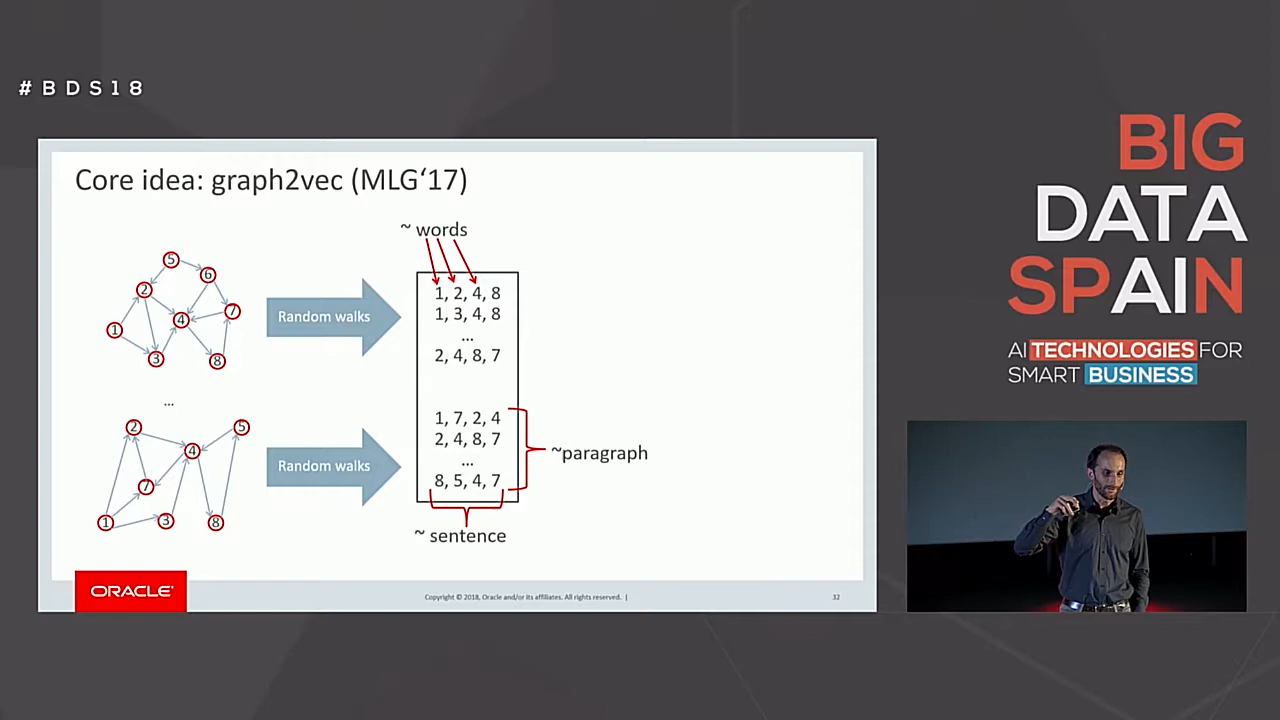 #BDS18
BIG
DATA
SPAIN
AI TECHNOLOGIES FOR
SMART BUSINESS
Core idea: graph2vec (MLG‘17)
~ words
5
6
2
7
4
1
3
8
Random walks
1, 2, 4, 8
1, 3, 4, 8
...
2, 4, 8, 7
...
2
5
4
7
1
3
8
Random walks
1, 7, 2, 4
2, 4, 8, 7
...
8, 5, 4, 7
~paragraph
~ sentence
ORACLE
Copyright © 2018, Oracle and/or its affiliates. All rights reserved. |
32